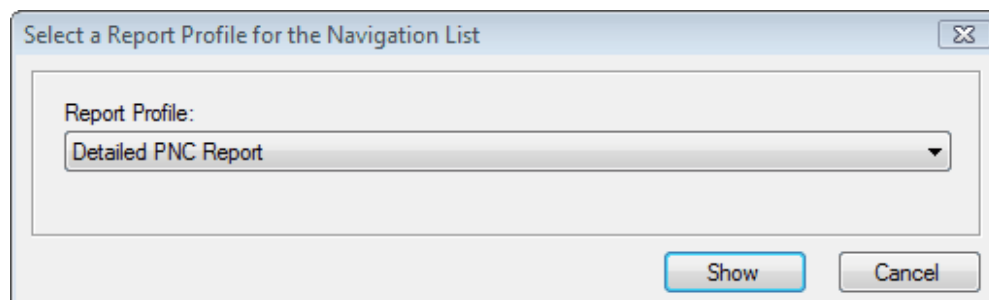 Select a Report Profile for the Navigation List
Report Profile:
Detailed PNC Report
Show Cancel